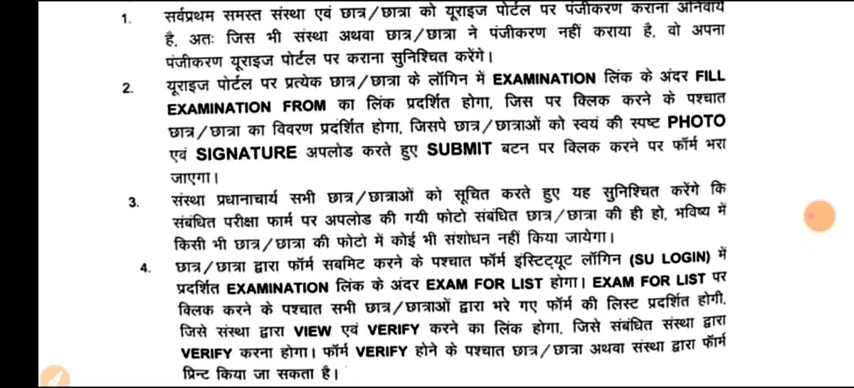 1. सर्वप्रथम समस्त संस्था एवं छात्र/छात्रा को यूराइज पोर्टल पर पंजीकरण कराना अनिवार्य
है, अतः जिस भी संस्था अथवा छात्र/छात्रा ने पंजीकरण नहीं कराया है, वो अपना
पंजीकरण यूराइज पोर्टल पर कराना सुनिश्चित करेंगे।
2. यूराइज पोर्टल पर प्रत्येक छात्र/छात्रा के लॉगिन में EXAMINATION लिंक के अंदर FILL
EXAMINATION FROM का लिंक प्रदर्शित होगा, जिस पर क्लिक करने के पश्चात
छात्र/छात्रा का विवरण प्रदर्शित होगा, जिसपे छात्र/छात्राओं को स्वयं की स्पष्ट PHOTO
एवं SIGNATURE अपलोड करते हुए SUBMIT बटन पर क्लिक करने पर फॉर्म भरा
जाएगा।
3. संस्था प्रधानाचार्य सभी छात्र/छात्राओं को सूचित करते हुए यह सुनिश्चित करेंगे कि
संबंधित परीक्षा फार्म पर अपलोड की गयी फोटो संबंधित छात्र/छात्रा की ही हो, भविष्य में
किसी भी छात्र/छात्रा की फोटो में कोई भी संशोधन नहीं किया जायेगा।
4. छात्र/छात्रा द्वारा फॉर्म सबमिट करने के पश्चात फॉर्म इंस्टिट्यूट लॉगिन (SU LOGIN) में
प्रदर्शित EXAMINATION लिंक के अंदर EXAM FOR LIST होगा। EXAM FOR LIST पर
क्लिक करने के पश्चात सभी छात्र/छात्राओं द्वारा भरे गए फॉर्म की लिस्ट प्रदर्शित होगी,
जिसे संस्था द्वारा VIEW एवं VERIFY करने का लिंक होगा, जिसे संबंधित संस्था द्वारा
VERIFY करना होगा। फॉर्म VERIFY होने के पश्चात छात्र/छात्रा अथवा संस्था द्वारा फॉर्म
प्रिन्ट किया जा सकता है।